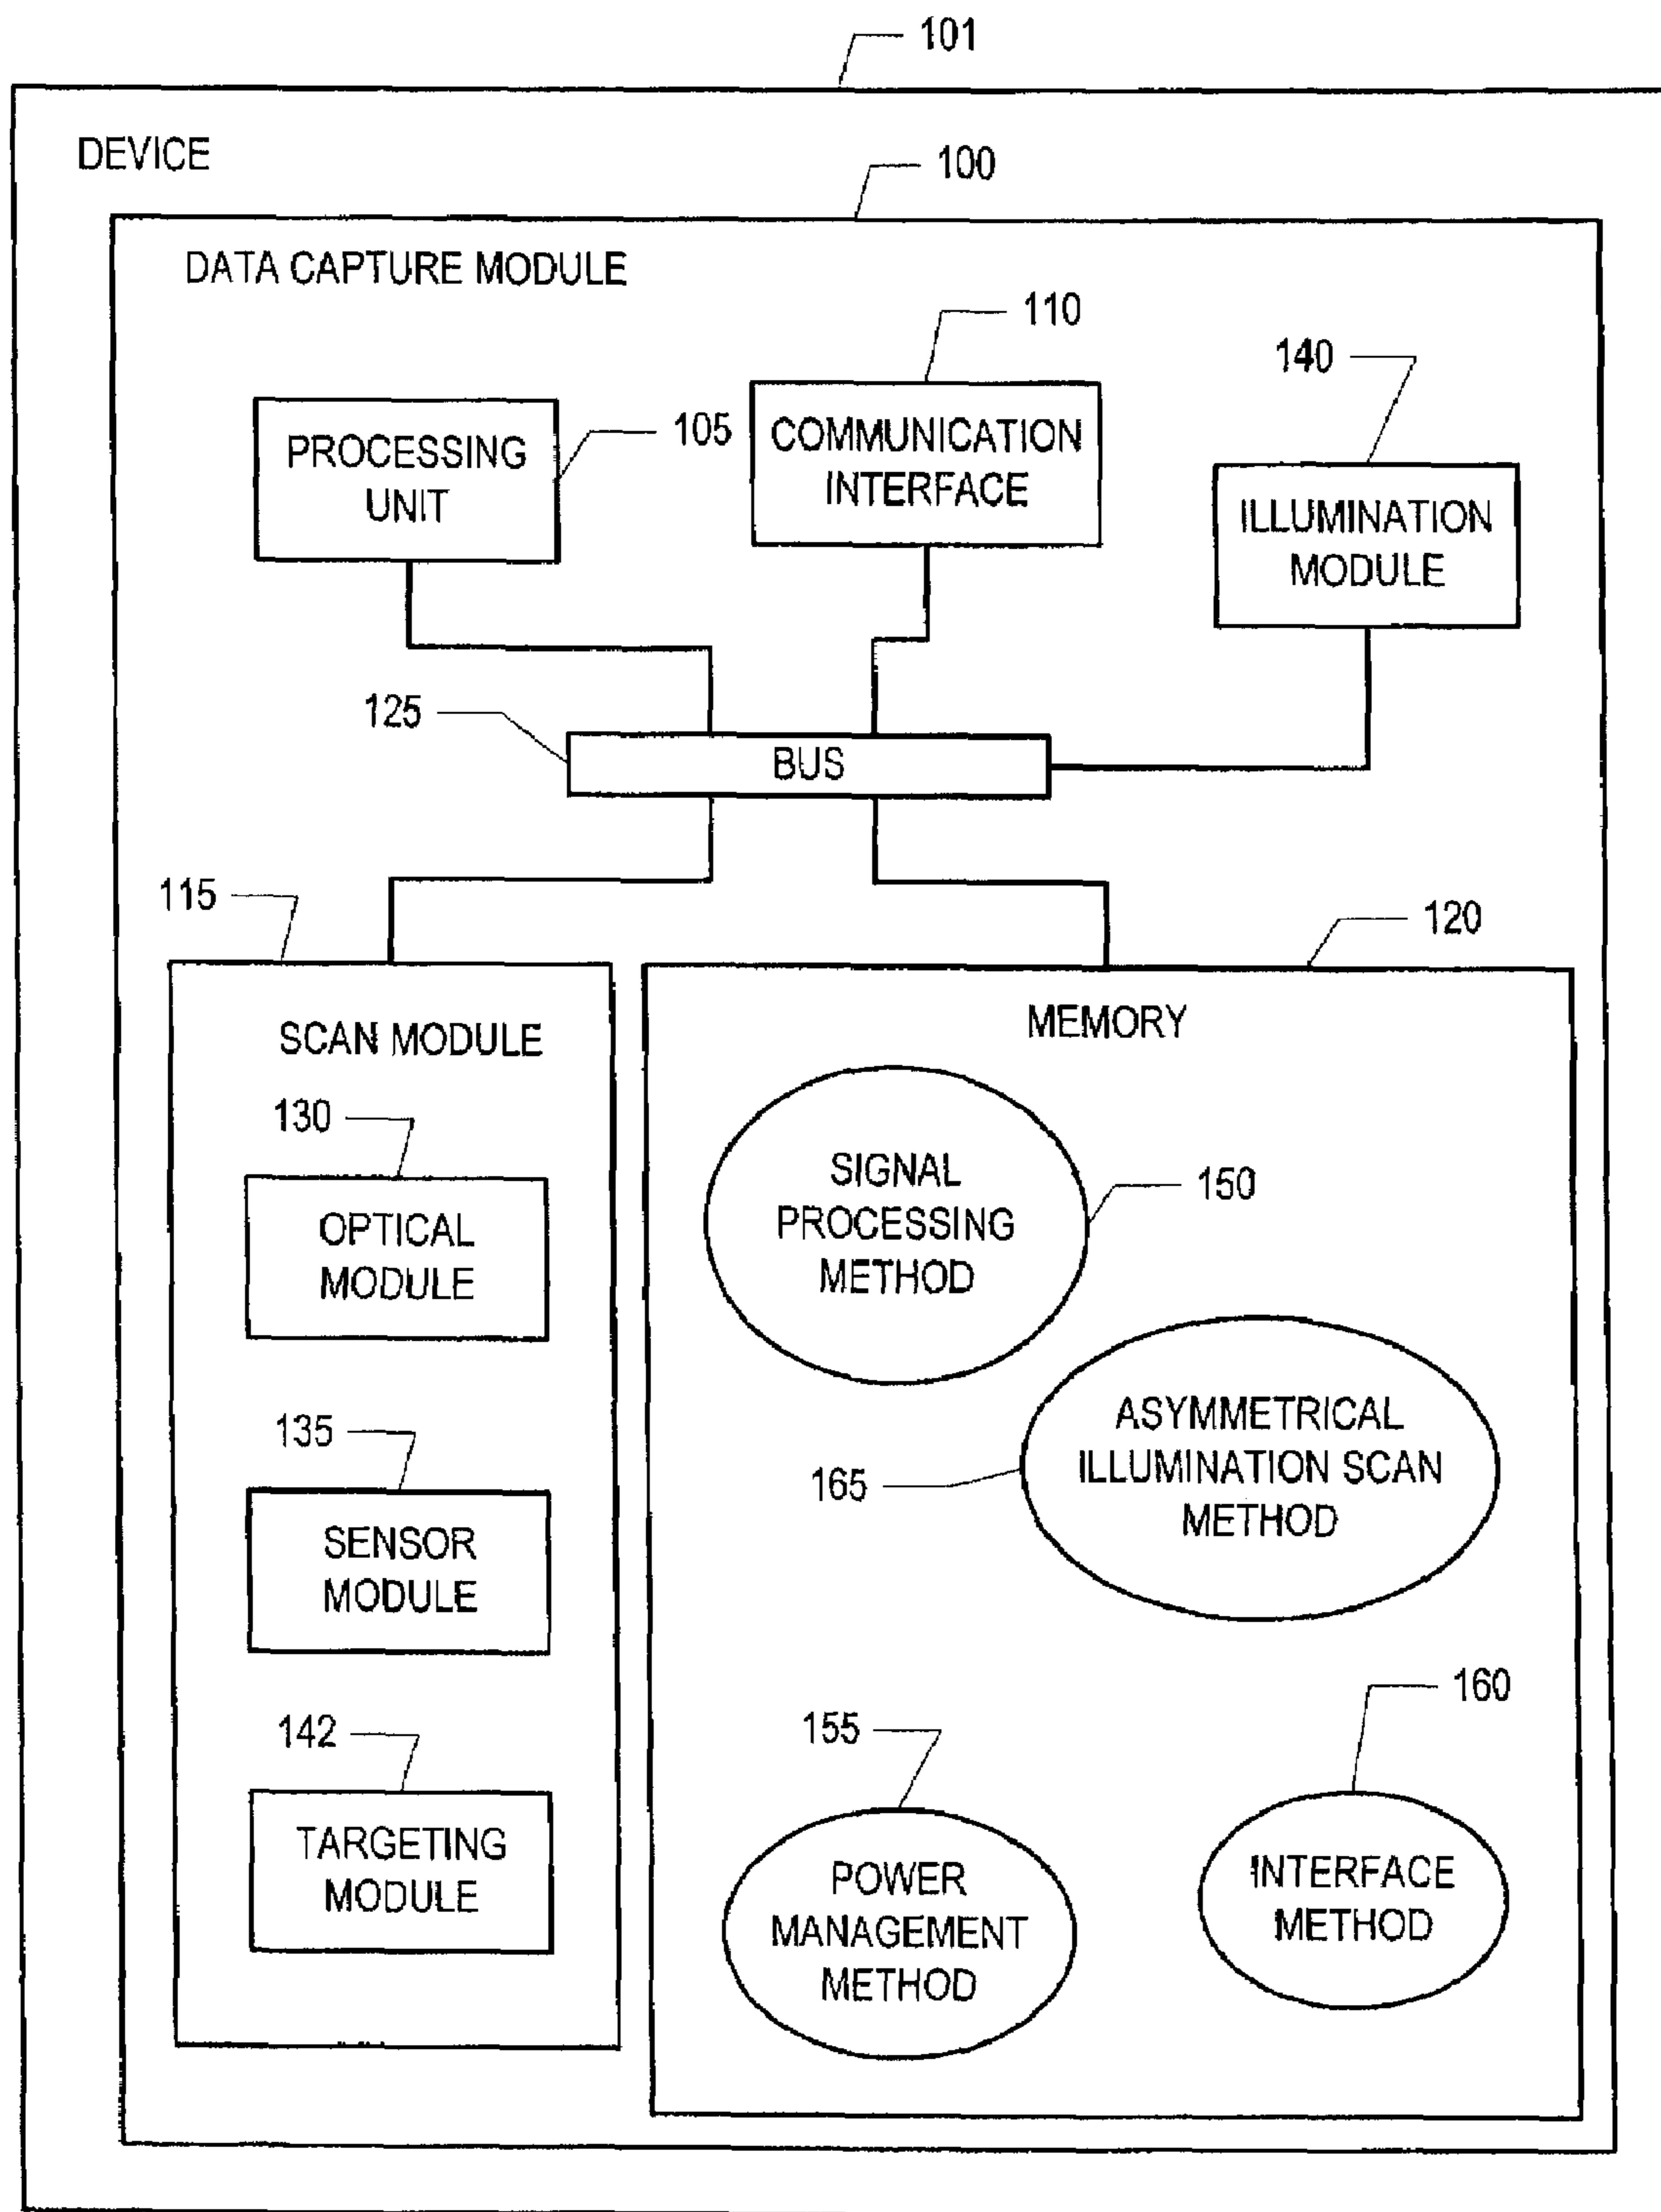 101
DEVICE
100
DATA CAPTURE MODULE
110
140
PROCESSING
UNIT
105
COMMUNICATION
INTERFACE
ILLUMINATION
MODULE
125
BUS
115
120
SCAN MODULE
MEMORY
130
OPTICAL
MODULE
SIGNAL
PROCESSING
METHOD
150
135
SENSOR
MODULE
ASYMMETRICAL
ILLUMINATION SCAN
METHOD
165
142
TARGETING
MODULE
155
POWER
MANAGEMENT
METHOD
160
INTERFACE
METHOD